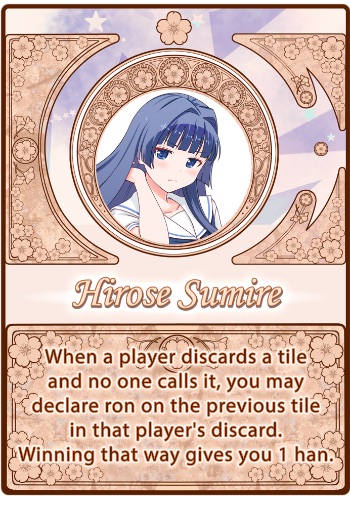 Hirose Sumire
When a player discards a tile
and no one calls it, you may
declare ron on the previous tile
in that player's discard.
Winning that way gives you 1 han.